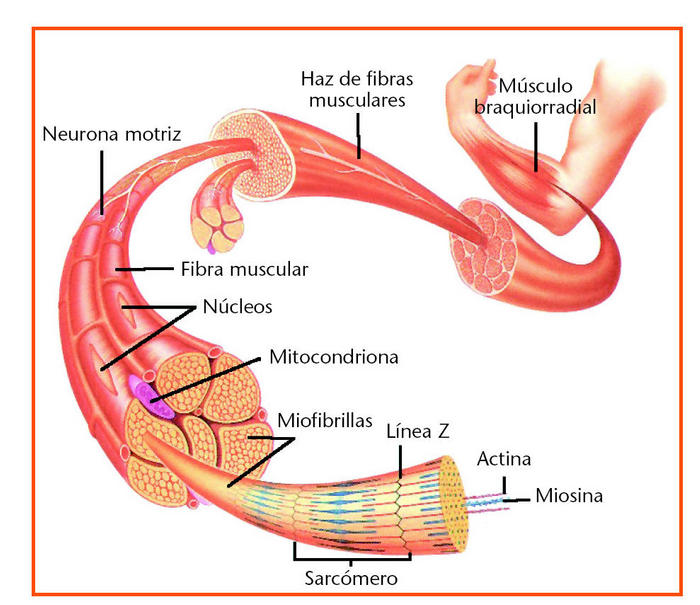 Haz de fibras
musculares
Músculo
braquiorradial
Neurona motriz
Fibra muscular
Núcleos
Mitocondriona
Miofibrillas
Línea Z
Actina
Miosina
Sarcómero